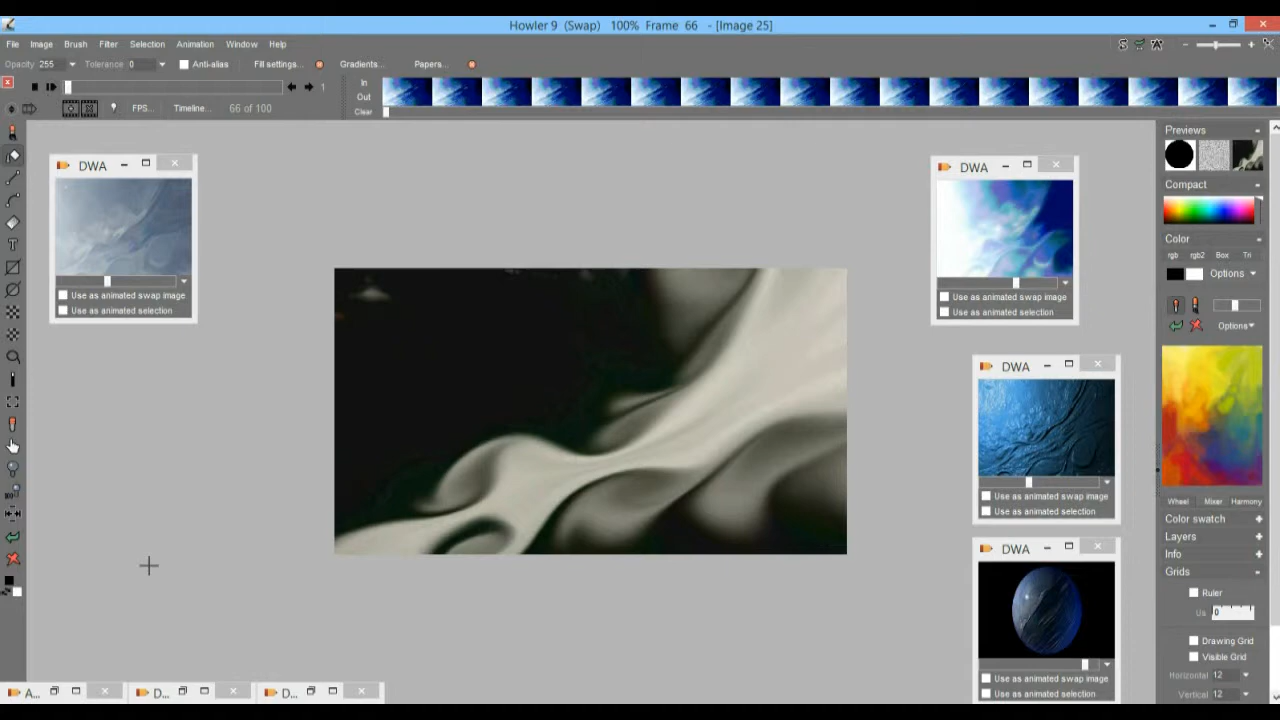 Howler 9 (Swap) 100% Frame 66 - [Image 25]
File Image Brush Filter Selection Animation Window Help
Opacity 255 Tolerance 0 Anti-alias Fill settings... Gradients... Papers...
In
1
Out
FPS... Timeline... 66 of 100
Clear
Previews
DWA
DWA
Compact
Color
rgb rgb2 Box Tri
Options
Use as animated swap image
Use as animated selection
Use as animated swap image
Use as animated selection
Options
DWA
Use as animated swap image
Use as animated selection
Wheel Mixer Harmony
Color swatch
Layers
Info
DWA
Grids
Ruler
Us 0
Drawing Grid
Visible Grid
Use as animated swap image
Use as animated selection
Horizontal 12
Vertical 12
A... D... D...